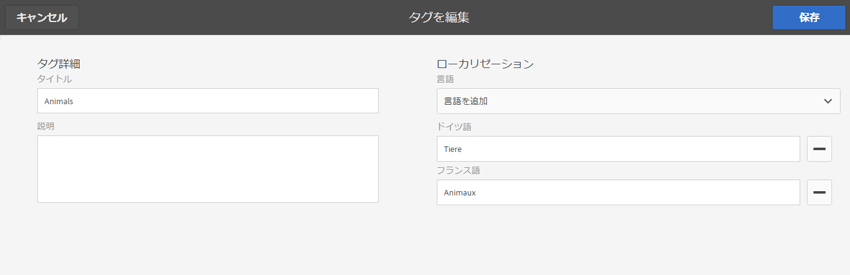 キャンセル
タグを編集
保存
タグ詳細
タイトル
Animals
説明
ローカリゼーション
言語
言語を追加
ドイツ語
Tiere
フランス語
Animaux